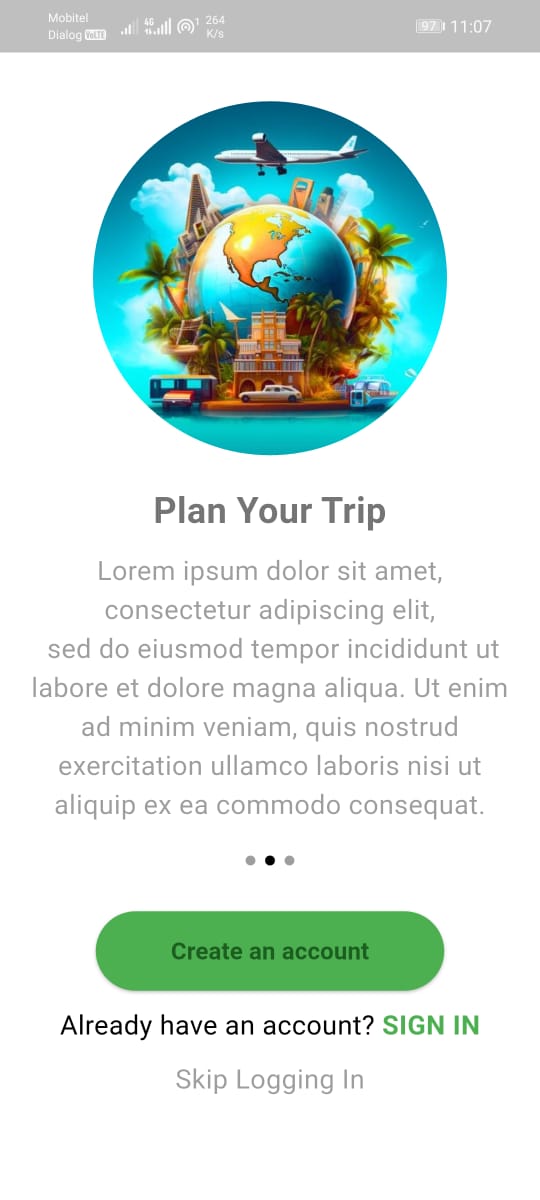 Mobitel
Dialog VoLTE
4G
1
264
K/s
97
11:07
Plan Your Trip
Lorem ipsum dolor sit amet,
consectetur adipiscing elit,
sed do eiusmod tempor incididunt ut
labore et dolore magna aliqua. Ut enim
ad minim veniam, quis nostrud
exercitation ullamco laboris nisi ut
aliquip ex ea commodo consequat.
Create an account
Already have an account? SIGN IN
Skip Logging In